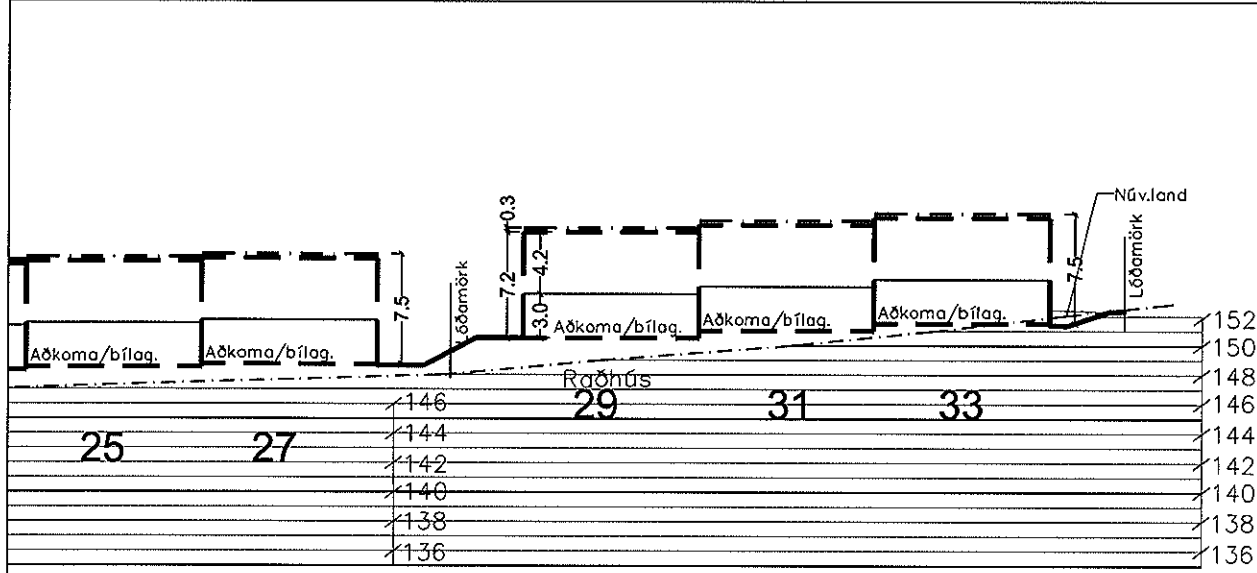 Núv.land
0.3
4.2
7.2
7.5
7.5
3.0
Lóðamörk
Lóðamörk
Aðkoma/bílag.
Aðkoma/bílag.
Aðkoma/bílag.
Aðkoma/bílag.
Aðkoma/bílag.
Raðhús
25
27
29
31
33
146
144
142
140
138
136
152
150
148
146
144
142
140
138
136